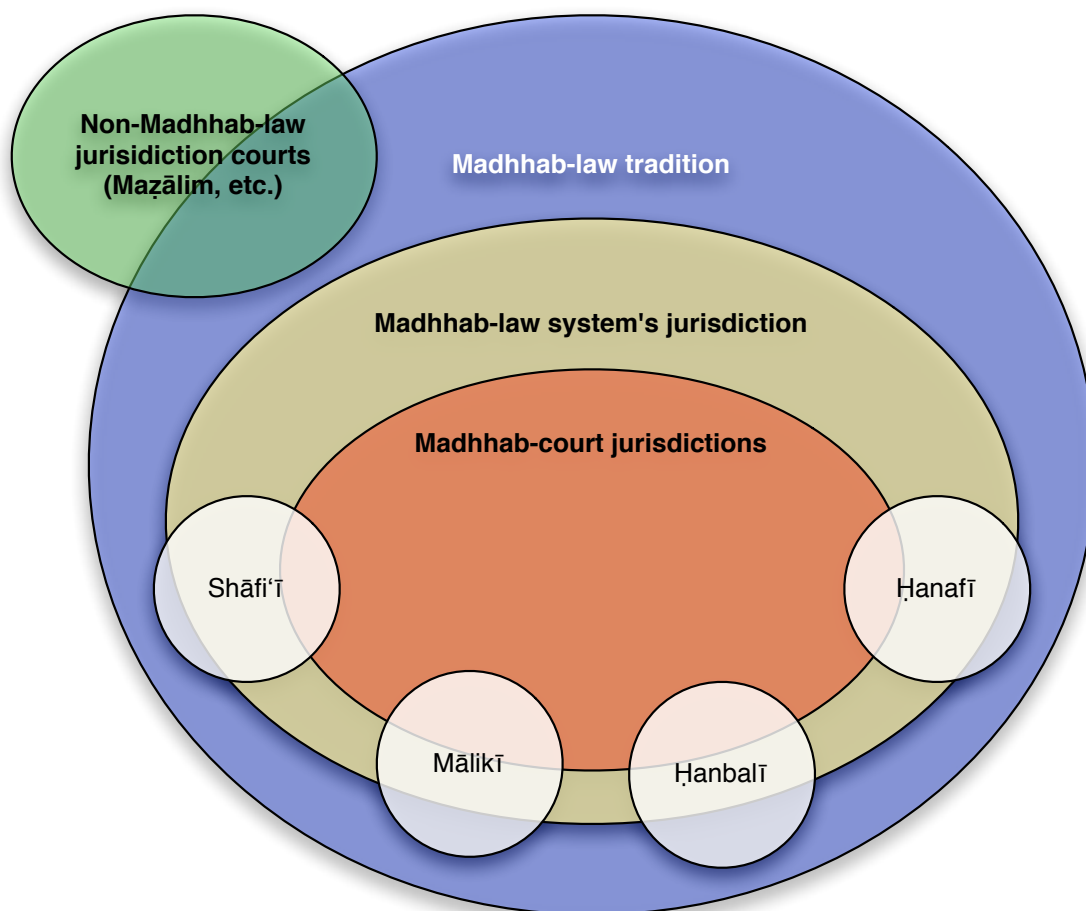 Non-Madhhab-law
jurisidiction courts
(Maẓālim, etc.)
Madhhab-law tradition
Madhhab-law system's jurisdiction
Madhhab-court jurisdictions
Shāfi‘ī
Ḥanafī
Mālikī
Ḥanbalī